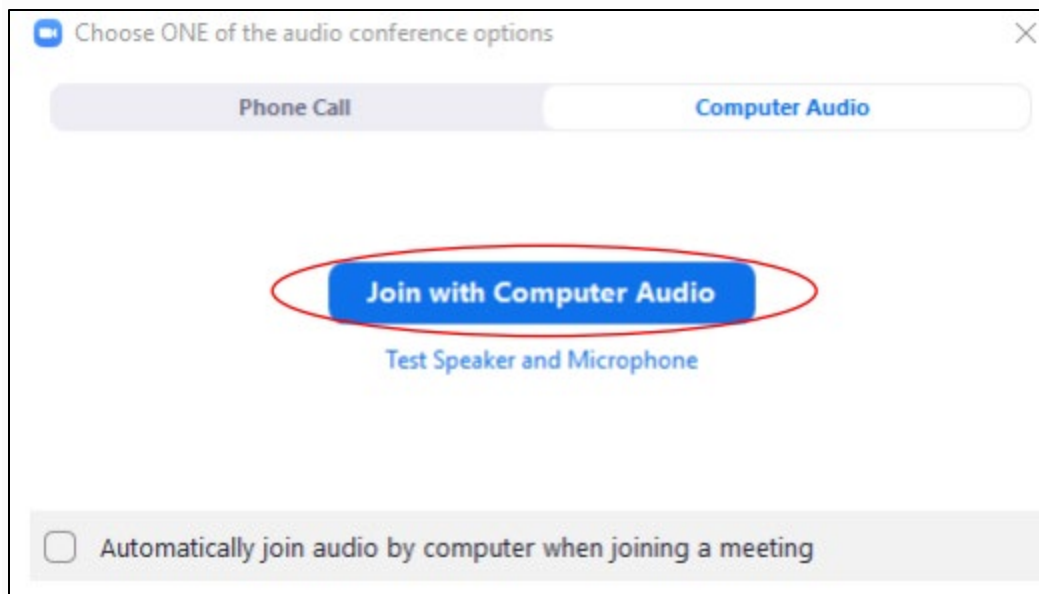 Choose ONE of the audio conference options
Phone Call
Computer Audio
Join with Computer Audio
Test Speaker and Microphone
Automatically join audio by computer when joining a meeting